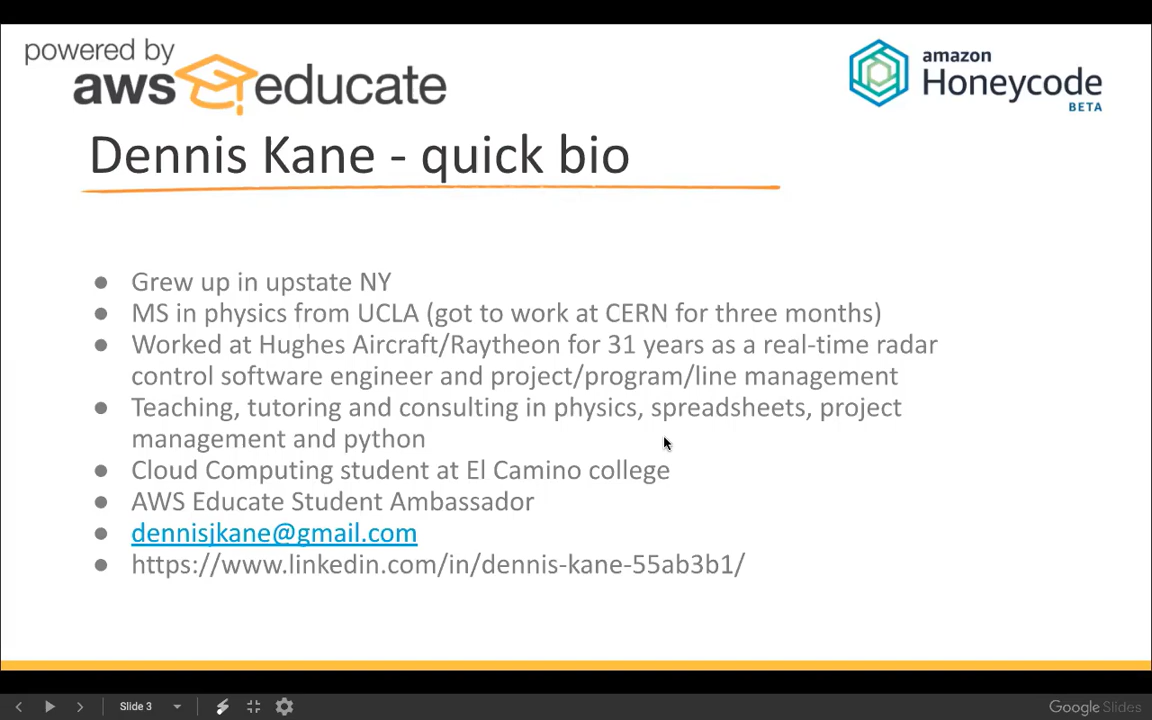 powered by
aws educate
amazon
Honeycode
BETA
Dennis Kane - quick bio
● Grew up in upstate NY
● MS in physics from UCLA (got to work at CERN for three months)
● Worked at Hughes Aircraft/Raytheon for 31 years as a real-time radar
control software engineer and project/program/line management
● Teaching, tutoring and consulting in physics, spreadsheets, project
management and python
● Cloud Computing student at El Camino college
● AWS Educate Student Ambassador
● dennisjkane@gmail.com
● https://www.linkedin.com/in/dennis-kane-55ab3b1/
Slide 3
Google Slides